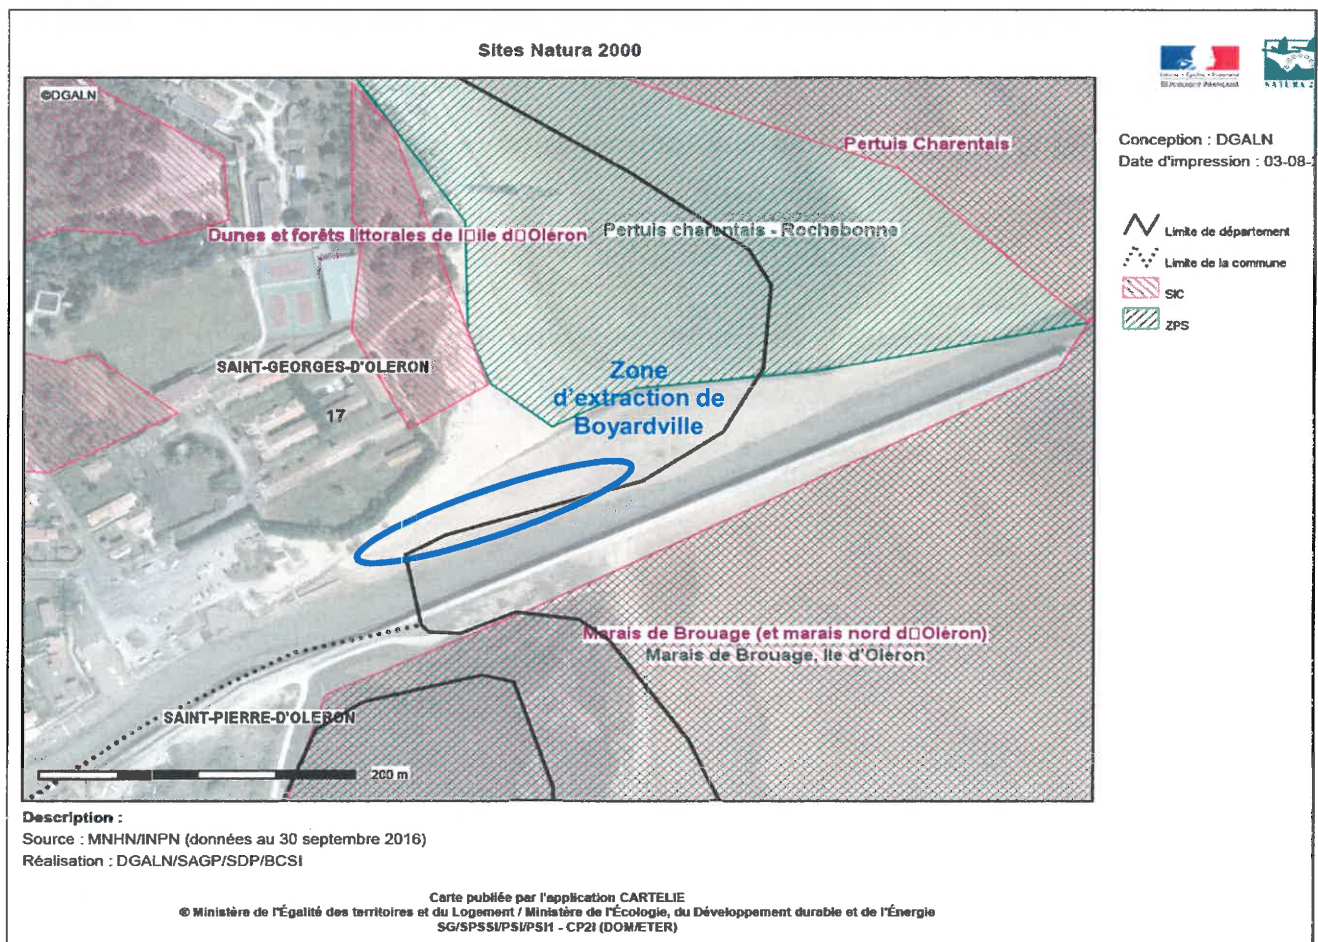 Sites Natura 2000
©DGALN
Pertuis Charentais
Dunes et forêts littorales de l□île d□Oléron
Pertuis charentais - Rochebonne
SAINT-GEORGES-D'OLERON
17
Zone
d'extraction de
Boyardville
Marais de Brouage (et marais nord d□Oléron)
Marais de Brouage, Ile d'Oléron
SAINT-PIERRE-D'OLERON
200 m
Conception : DGALN
Date d'impression : 03-08-
Limite de département
Limite de la commune
SIC
ZPS
Description :
Source : MNHN/INPN (données au 30 septembre 2016)
Réalisation : DGALN/SAGP/SDP/BCSI
Carte publiée par l'application CARTELIE
© Ministère de l'Égalité des territoires et du Logement / Ministère de l'Écologie, du Développement durable et de l'Énergie
SG/SPSSI/PSI/PSI1 - CP2I (DOM/ETER)